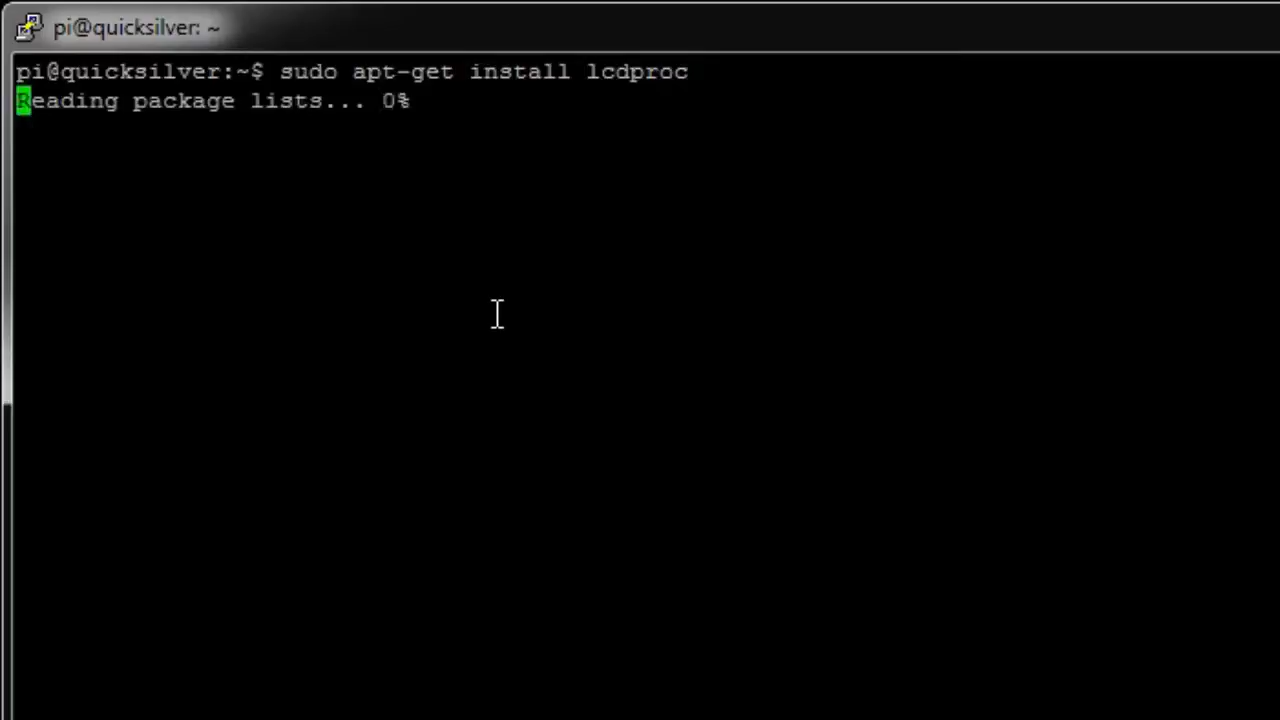 pi@quicksilver: ~
pi@quicksilver:~$ sudo apt-get install lcdproc
Reading package lists... 0%